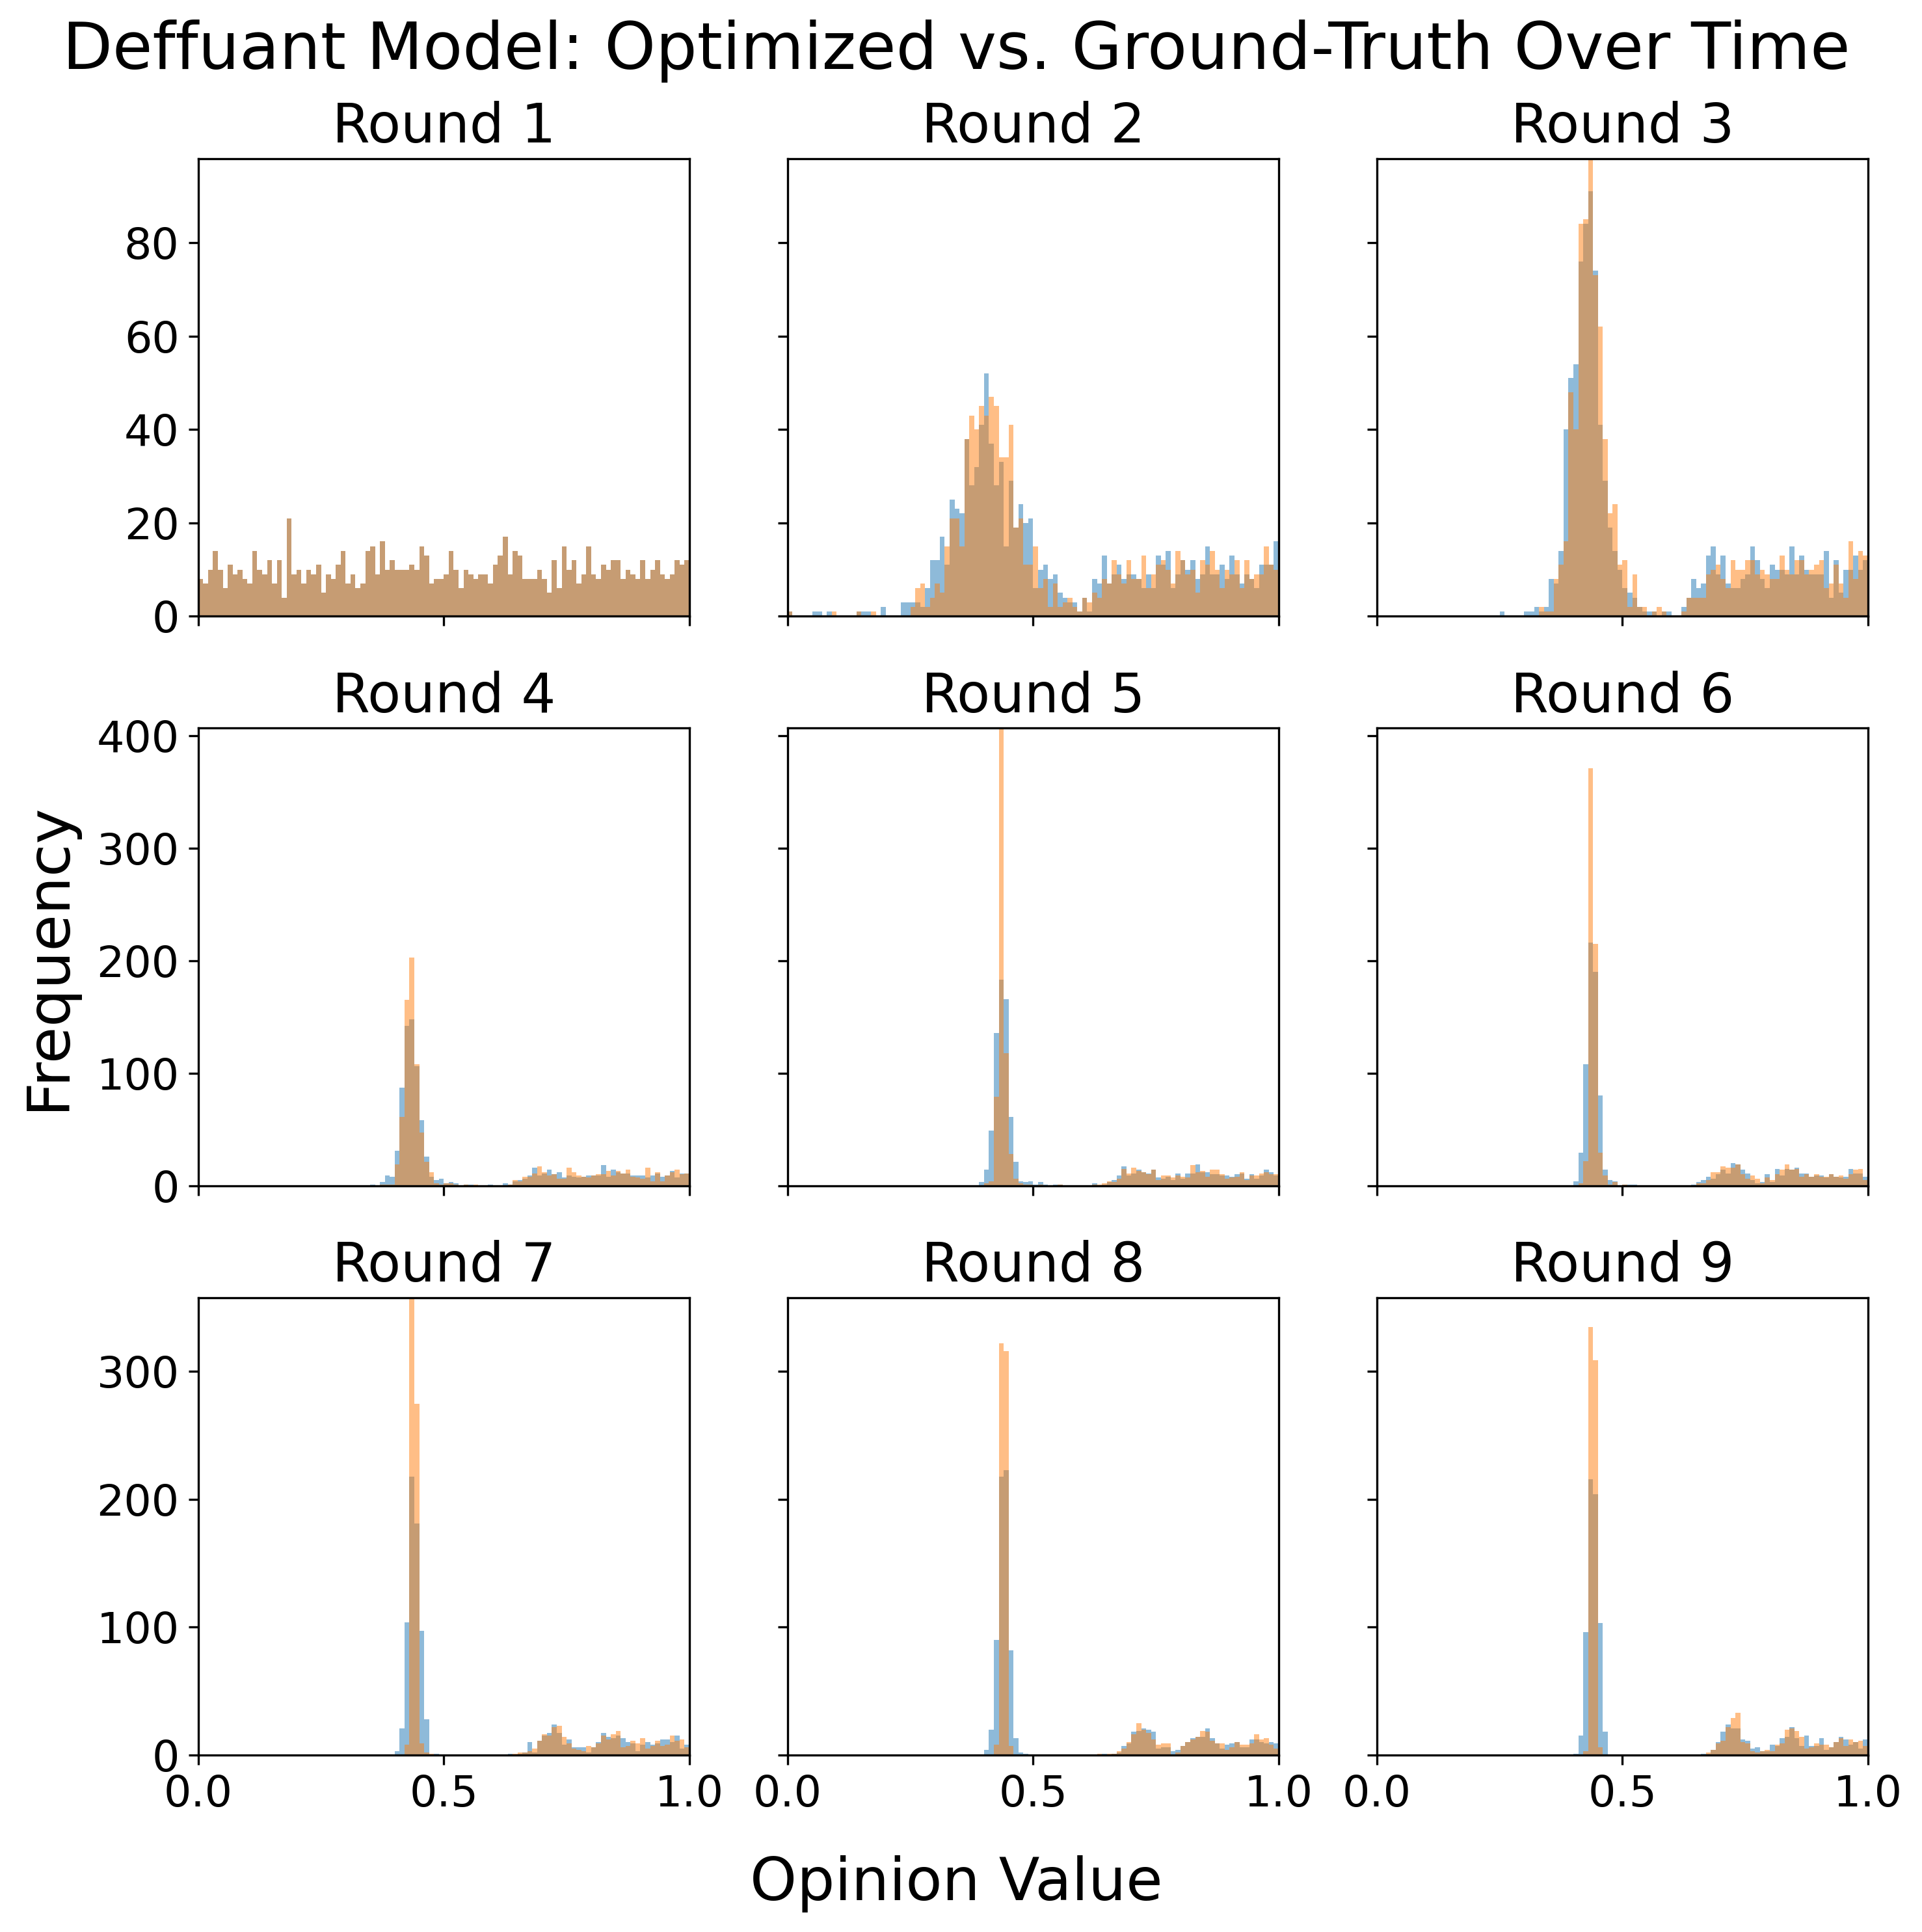 Deffuant Model: Optimized vs. Ground-Truth Over Time
Round 1
Round 2
Round 3
80
60
40
20
0
Round 4
Round 5
Round 6
400
300
200
100
0
Frequency
Round 7
Round 8
Round 9
300
200
100
0
0.0 0.5 1.0 0.0 0.5 1.0 0.0 0.5 1.0
Opinion Value